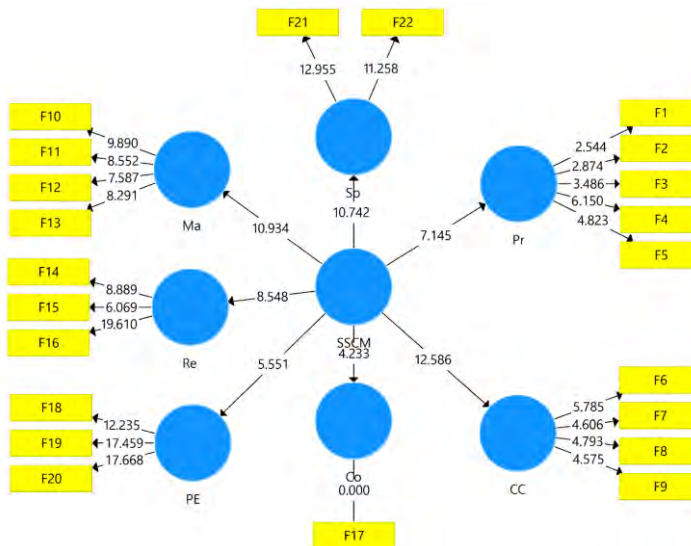 F21
F22
12.955
11.258
Sp
10.742
F10
F11
F12
F13
9.890
8.552
7.587
8.291
Ma
10.934
F1
F2
F3
F4
F5
2.544
2.874
3.486
6.150
4.823
Pr
7.145
F14
F15
F16
8.889
6.069
19.610
Re
8.548
SSCM
4.233
5.551
12.586
F18
F19
F20
12.235
17.459
17.668
PE
Co
0.000
F17
F6
F7
F8
F9
5.785
4.606
4.793
4.575
CC